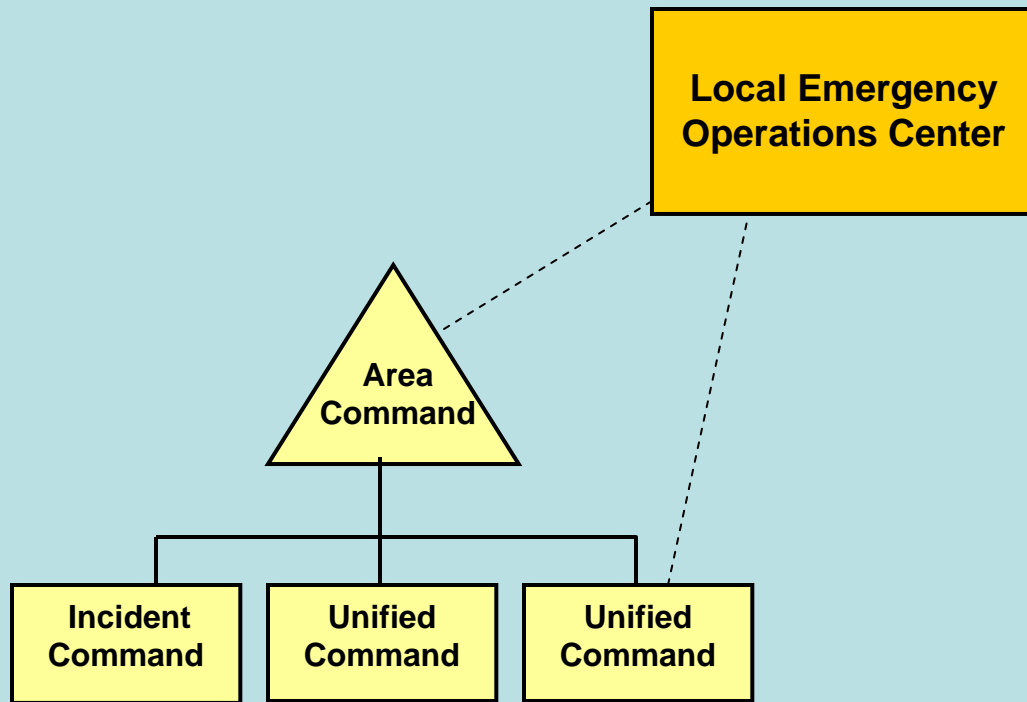 Local Emergency
Operations Center
Area
Command
Incident
Command
Unified
Command
Unified
Command